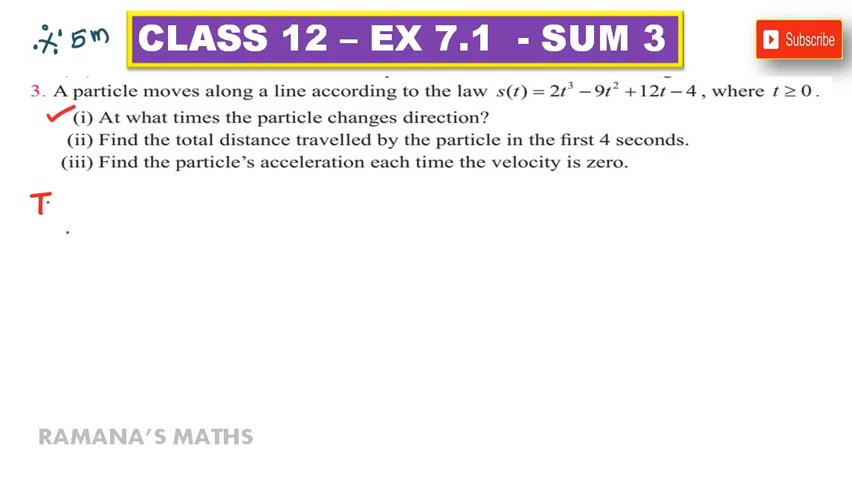 ※ 5m
CLASS 12 – EX 7.1 - SUM 3
Subscribe
3. A particle moves along a line according to the law s(t) = 2t³ − 9t² + 12t − 4 , where t ≥ 0 .
(i) At what times the particle changes direction?
(ii) Find the total distance travelled by the particle in the first 4 seconds.
(iii) Find the particle's acceleration each time the velocity is zero.
T
RAMANA'S MATHS